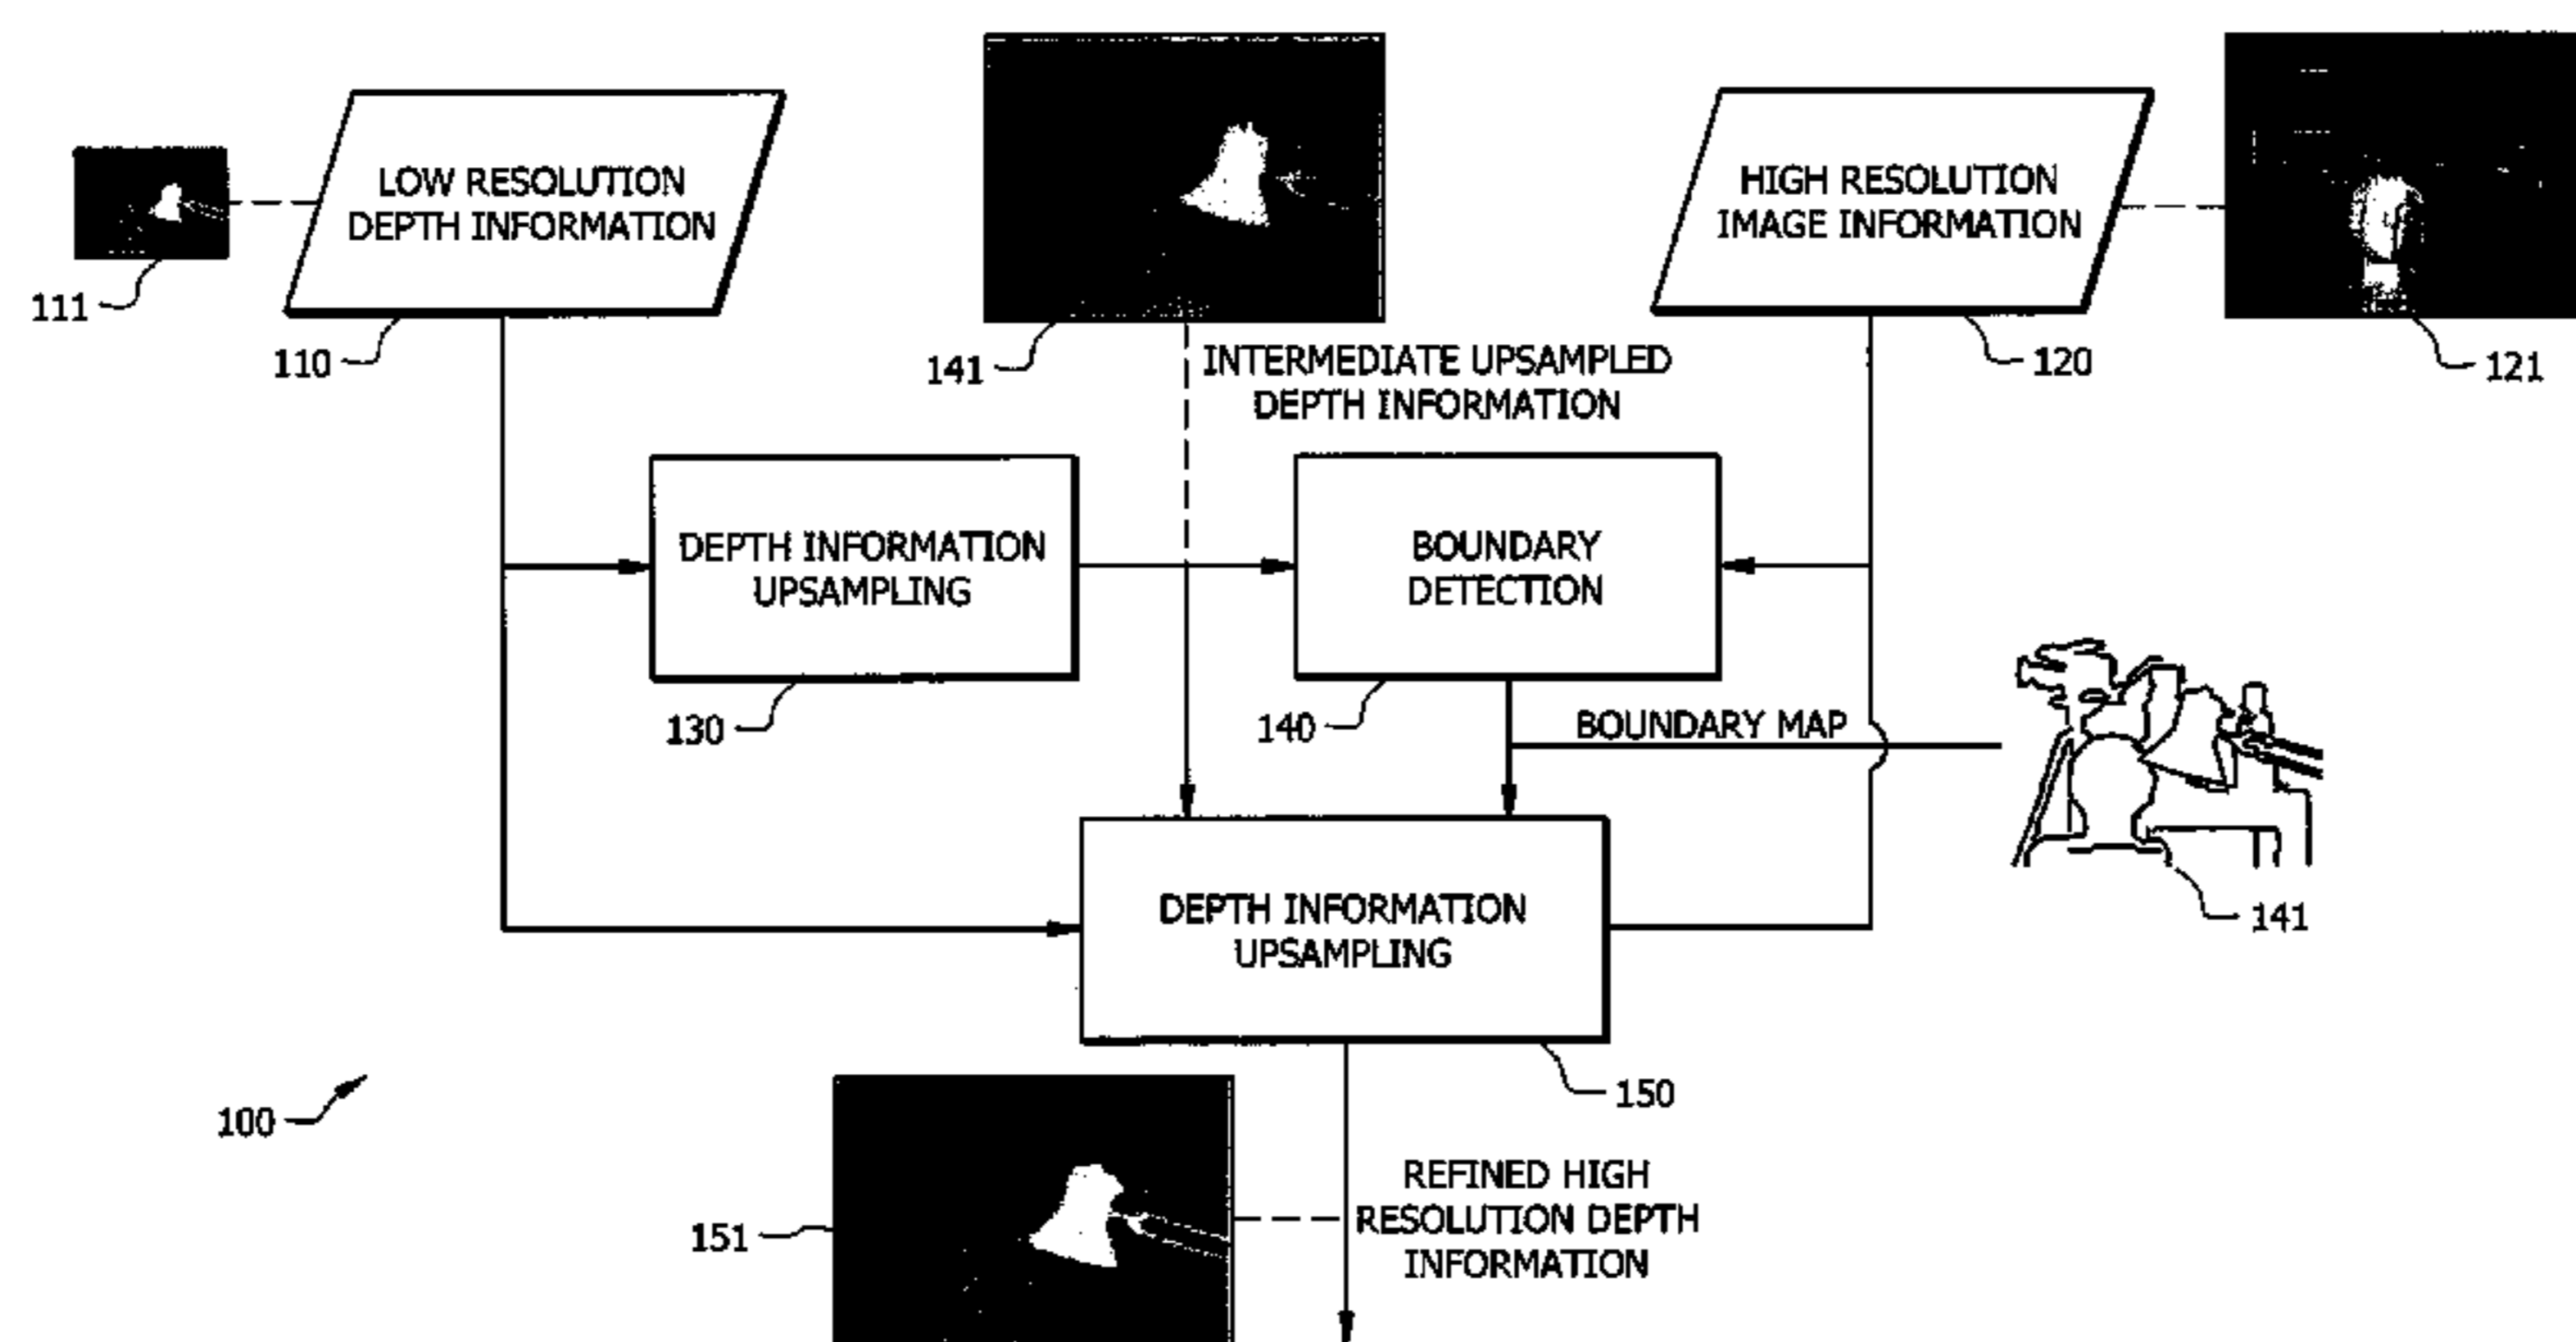 LOW RESOLUTION
DEPTH INFORMATION
HIGH RESOLUTION
IMAGE INFORMATION
111
110
141
INTERMEDIATE UPSAMPLED
DEPTH INFORMATION
120
121
DEPTH INFORMATION
UPSAMPLING
BOUNDARY
DETECTION
130
140
BOUNDARY MAP
141
DEPTH INFORMATION
UPSAMPLING
150
100
151
REFINED HIGH
RESOLUTION DEPTH
INFORMATION